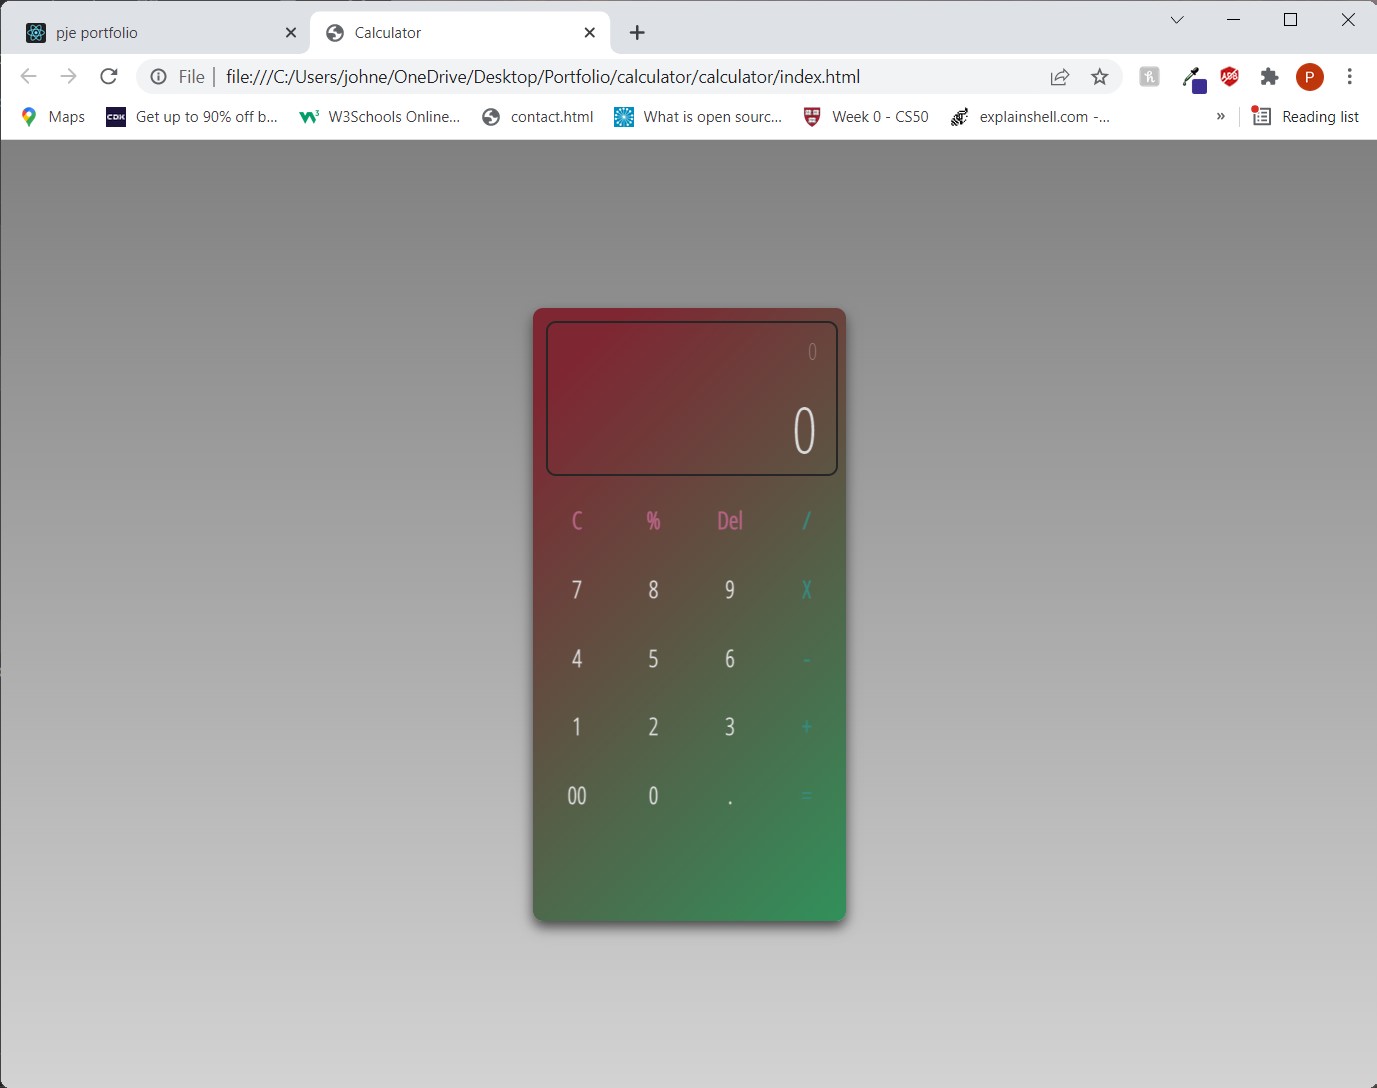 pje portfolio
Calculator
File
file:///C:/Users/johne/OneDrive/Desktop/Portfolio/calculator/calculator/index.html
P
Maps
CDK
Get up to 90% off b...
W3Schools Online...
contact.html
What is open sourc...
Week 0 - CS50
explainshell.com -...
»
Reading list
0
0
C % Del /
7 8 9 X
4 5 6 -
1 2 3 +
00 0 . =